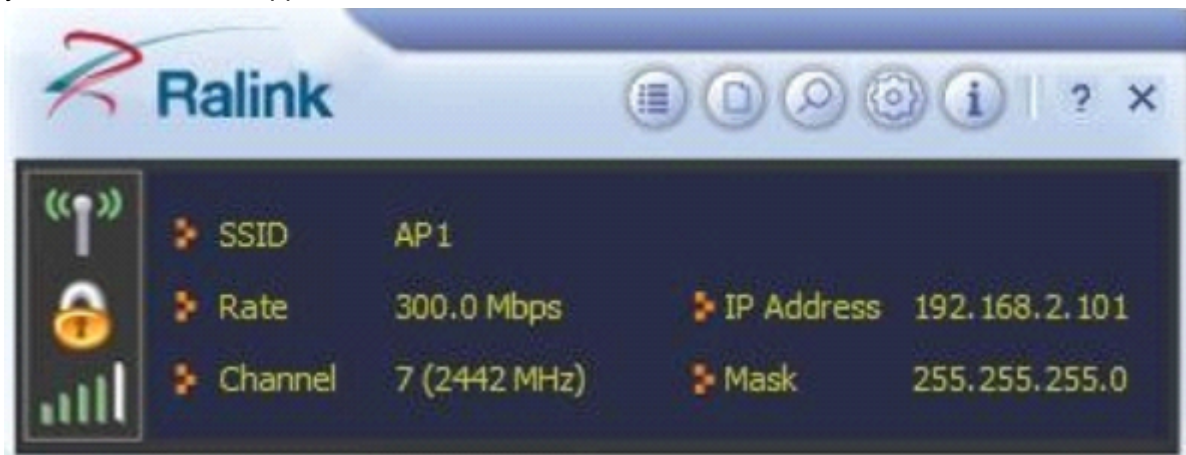 Ralink
? X
SSID AP1
Rate 300.0 Mbps IP Address 192.168.2.101
Channel 7 (2442 MHz) Mask 255.255.255.0